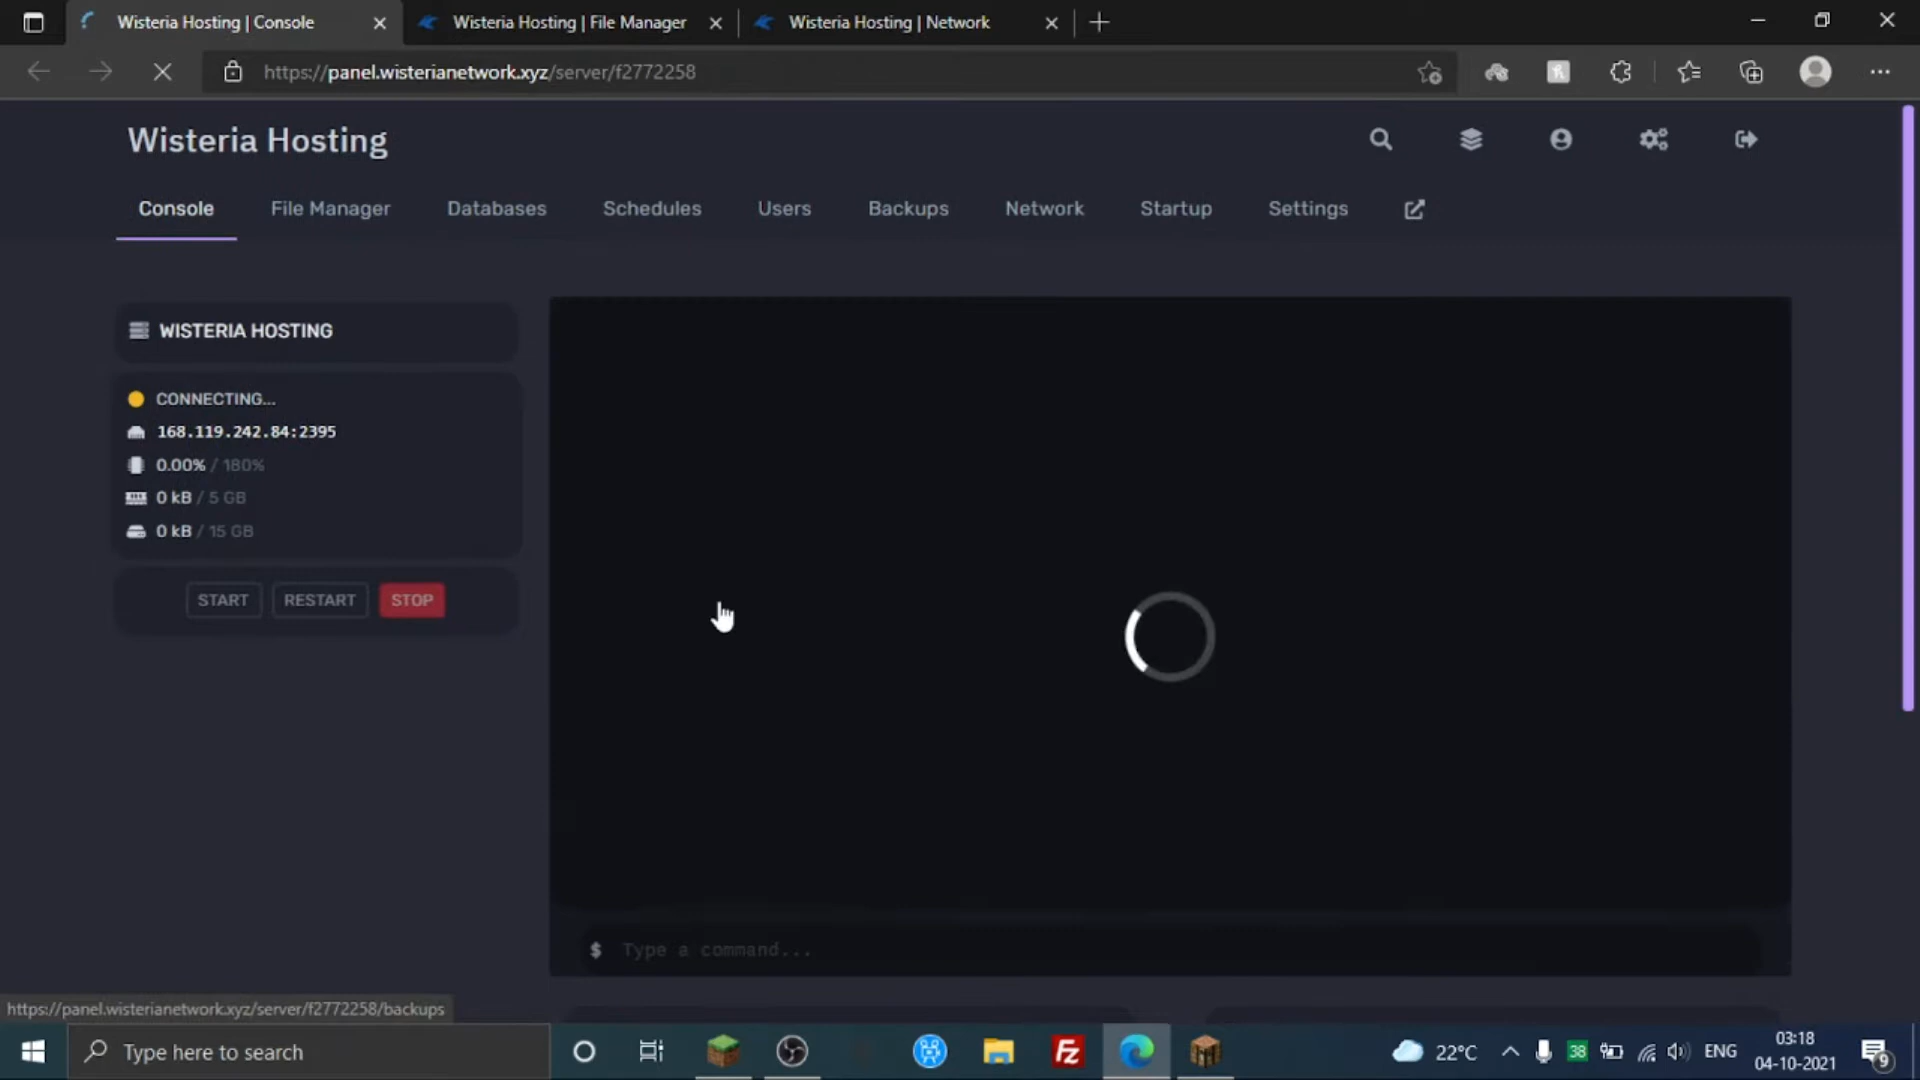 Wisteria Hosting | Console
Wisteria Hosting | File Manager
Wisteria Hosting | Network
https://panel.wisterianetwork.xyz/server/f2772258
Wisteria Hosting
Console
File Manager
Databases
Schedules
Users
Backups
Network
Startup
Settings
WISTERIA HOSTING
CONNECTING...
168.119.242.84:2395
0.00% / 180%
0 kB / 5 GB
0 kB / 15 GB
START
RESTART
STOP
$ Type a command...
https://panel.wisterianetwork.xyz/server/f2772258/backups
Type here to search
Fz
22°C
38
ENG
03:18
04-10-2021
9